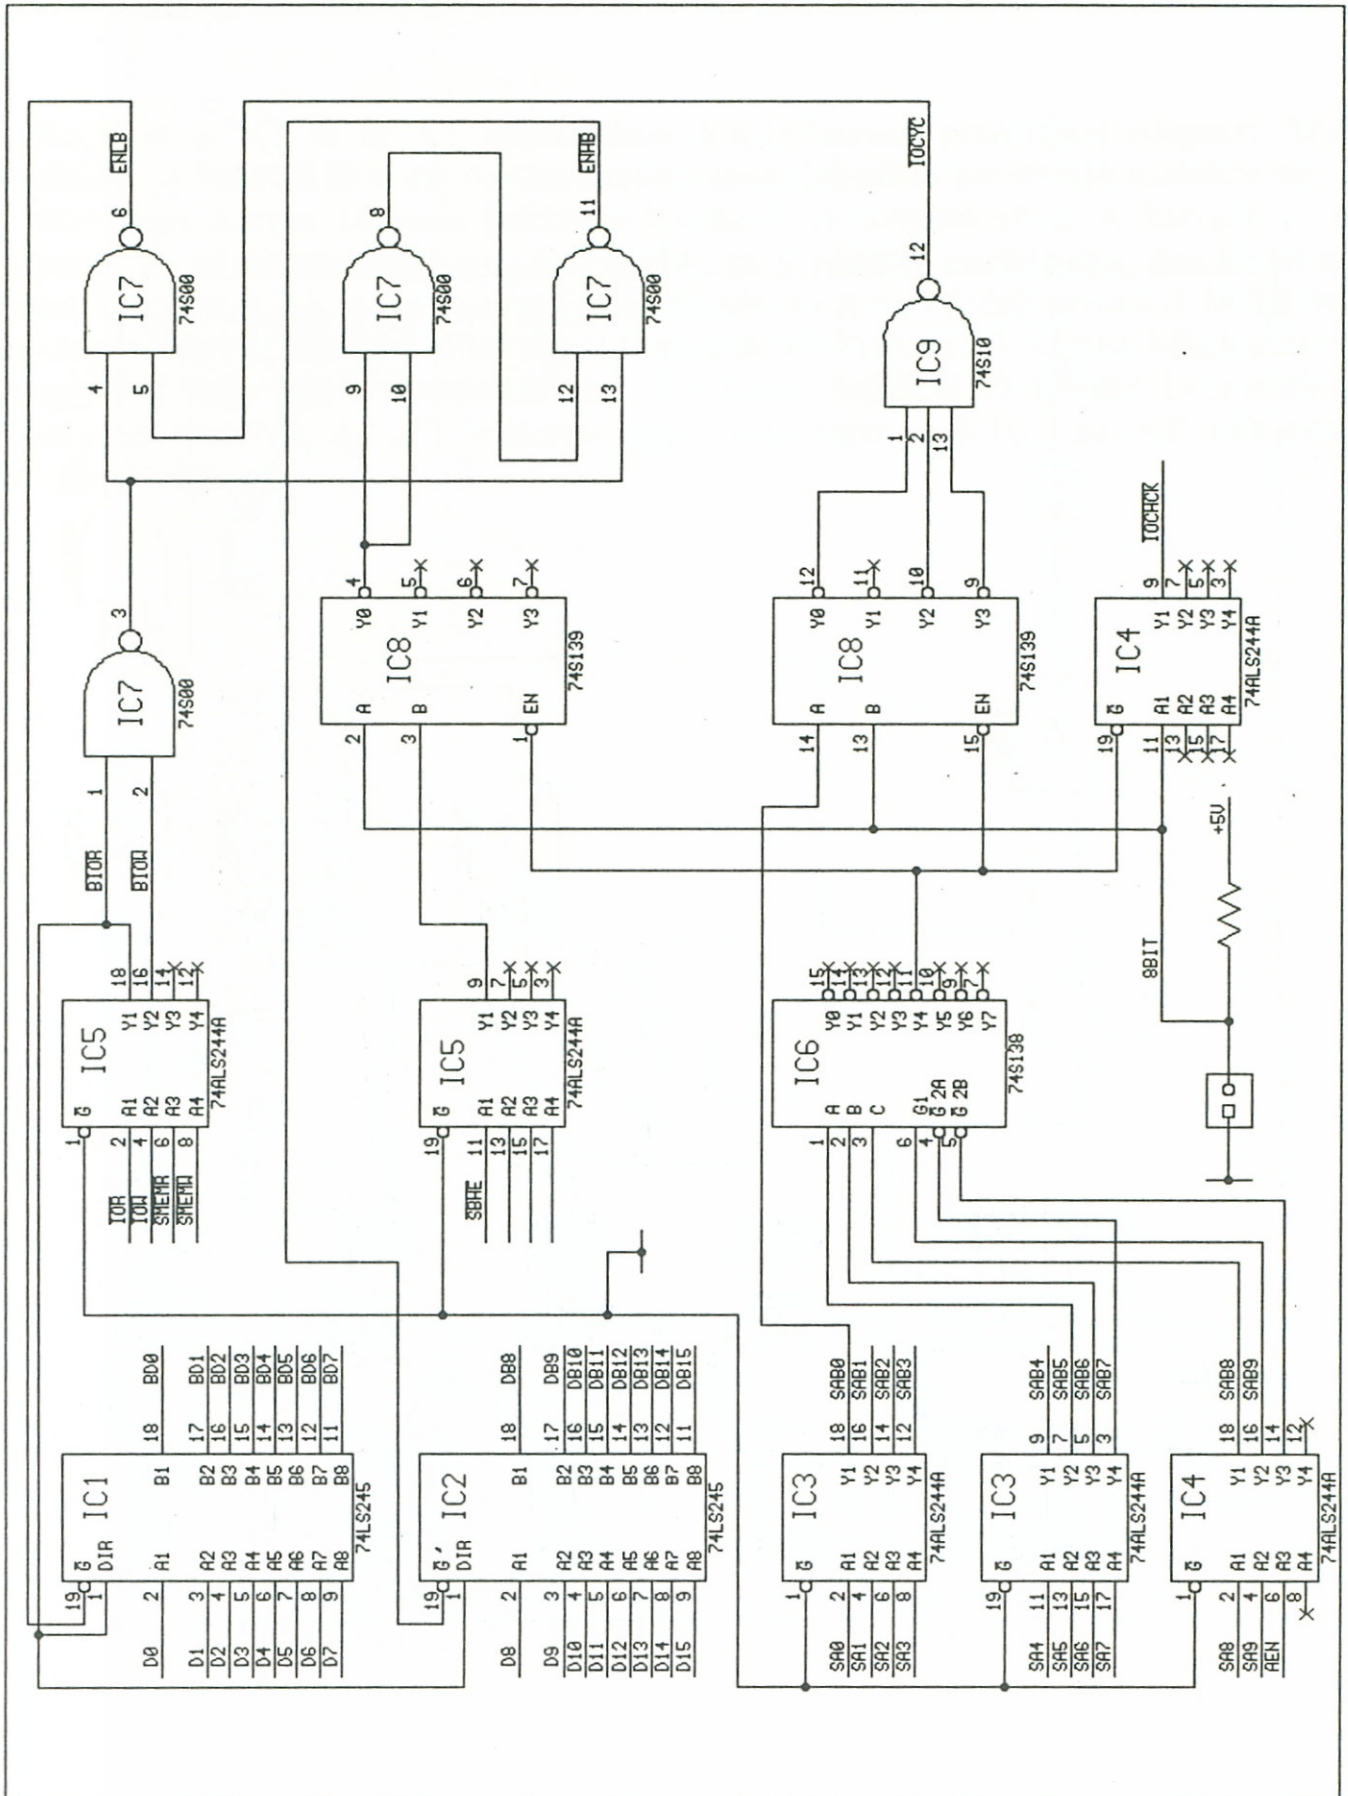 ENLB
6
IC7
74S00
4
5
8
IC7
74S00
9
10
ENHB
11
IC7
74S00
12
13
IOCYC
12
IC9
74S10
1
2
13
3
IC7
74S00
1
2
BIOR
BIOW
4
5
6
7
Y0
Y1
Y2
Y3
IC8
74S139
A
B
EN
2
3
1
12
11
10
9
Y0
Y1
Y2
Y3
IC8
74S139
A
B
EN
14
13
15
IOCHCK
9
7
5
3
Y1
Y2
Y3
Y4
IC4
74ALS244A
G
A1
A2
A3
A4
19
11
13
15
17
+5V
8BIT
18
16
14
12
Y1
Y2
Y3
Y4
IC5
74ALS244A
G
A1
A2
A3
A4
1
2
4
6
8
IOR
IOW
SMEMR
SMEMW
9
7
5
3
Y1
Y2
Y3
Y4
IC5
74ALS244A
G
A1
A2
A3
A4
19
11
13
15
17
SBHE
15
14
13
12
11
10
9
7
Y0
Y1
Y2
Y3
Y4
Y5
Y6
Y7
IC6
74S138
A
B
C
G1
G 2A
G 2B
1
2
3
6
4
5
BD0
BD1
BD2
BD3
BD4
BD5
BD6
BD7
18
17
16
15
14
13
12
11
B1
B2
B3
B4
B5
B6
B7
B8
IC1
74LS245
G
DIR
A1
A2
A3
A4
A5
A6
A7
A8
19
1
2
3
4
5
6
7
8
9
D0
D1
D2
D3
D4
D5
D6
D7
DB8
DB9
DB10
DB11
DB12
DB13
DB14
DB15
18
17
16
15
14
13
12
11
B1
B2
B3
B4
B5
B6
B7
B8
IC2
74LS245
G'
DIR
A1
A2
A3
A4
A5
A6
A7
A8
19
1
2
3
4
5
6
7
8
9
D8
D9
D10
D11
D12
D13
D14
D15
SAB0
SAB1
SAB2
SAB3
18
16
14
12
Y1
Y2
Y3
Y4
IC3
74ALS244A
G
A1
A2
A3
A4
1
2
4
6
8
SA0
SA1
SA2
SA3
SAB4
SAB5
SAB6
SAB7
9
7
5
3
Y1
Y2
Y3
Y4
IC3
74ALS244A
G
A1
A2
A3
A4
19
11
13
15
17
SA4
SA5
SA6
SA7
SAB8
SAB9
18
16
14
12
Y1
Y2
Y3
Y4
IC4
74ALS244A
G
A1
A2
A3
A4
1
2
4
6
8
SA8
SA9
AEN